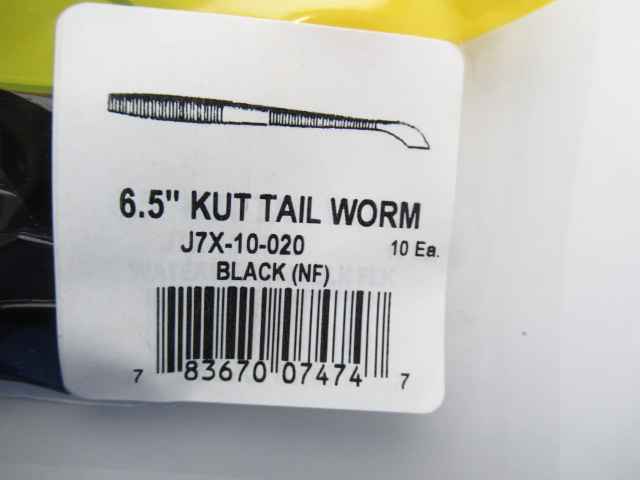 6.5" KUT TAIL WORM
J7X-10-020 10 Ea.
BLACK (NF)
7 83670 07474 7